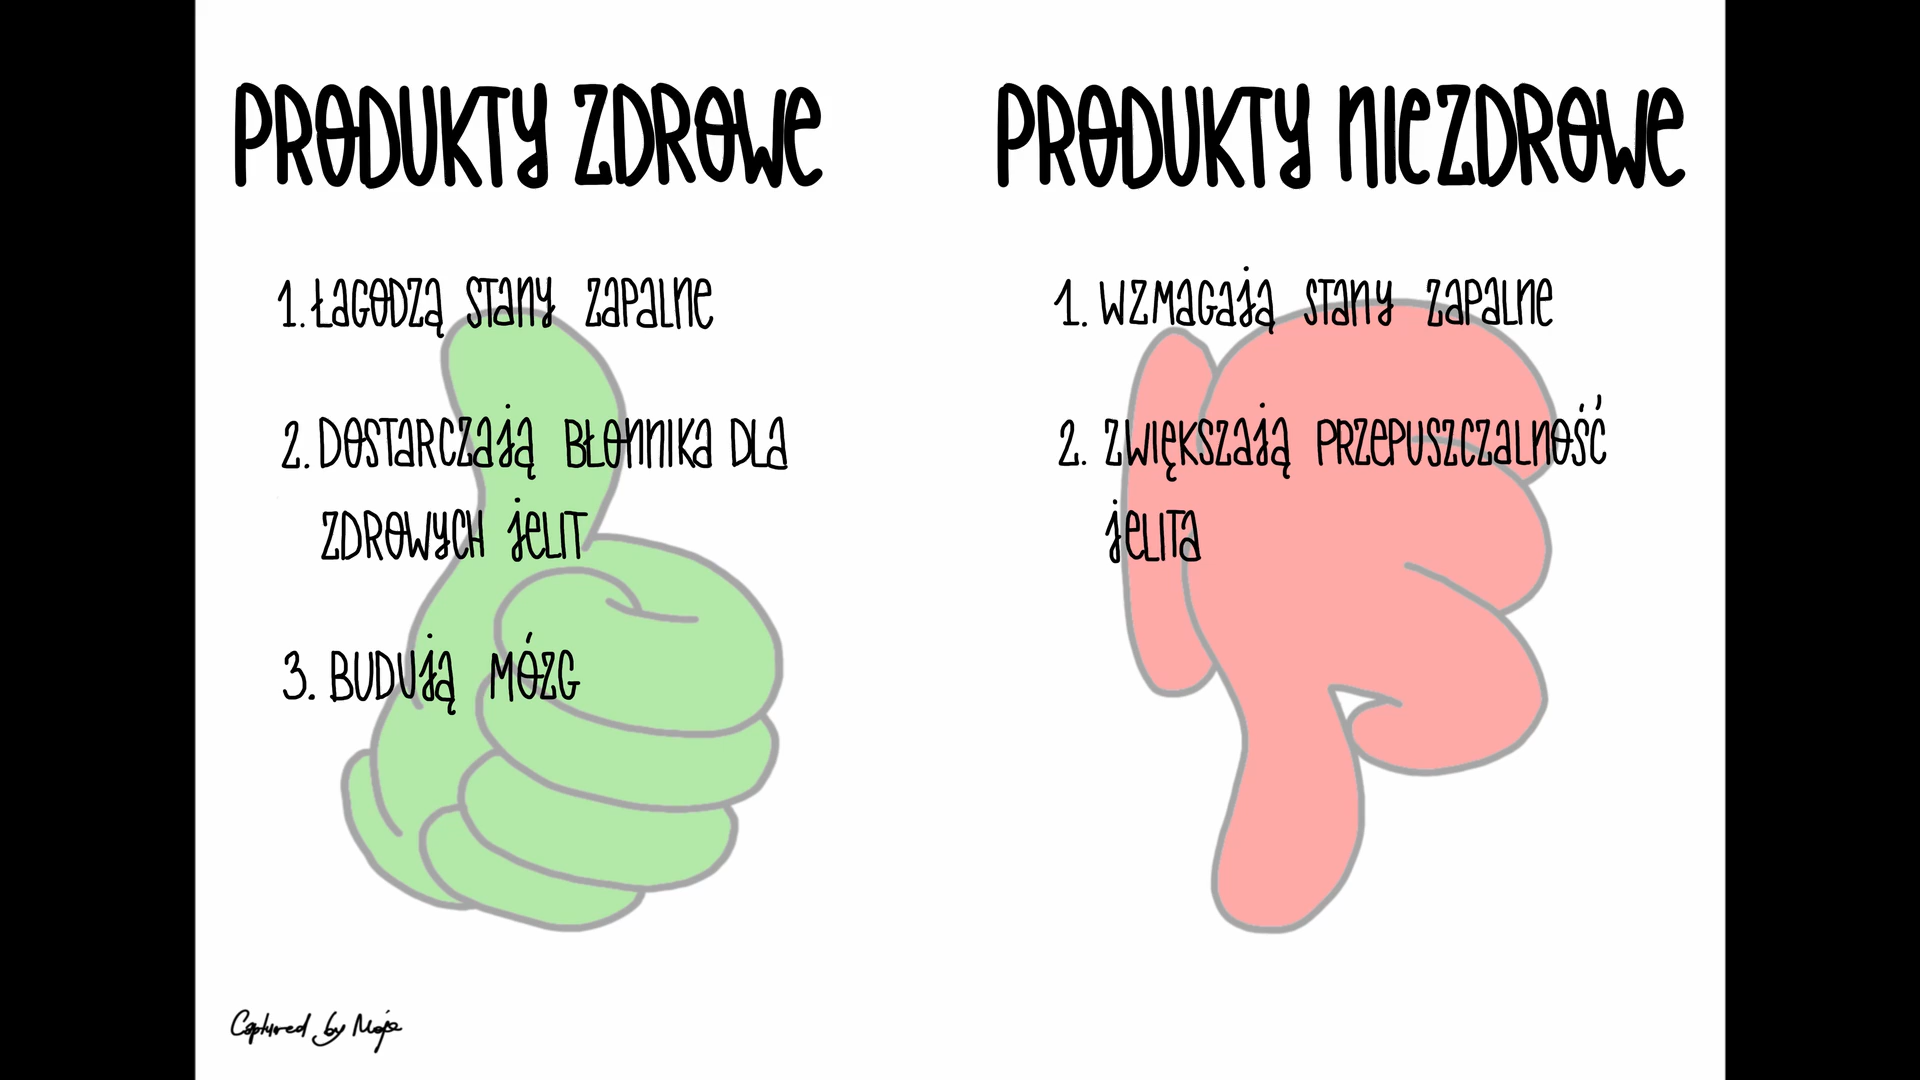 PRODUKTY ZDROWE
1. ŁAGODZĄ STANY ZAPALNE
2. DOSTARCZAJĄ BŁONNIKA DLA
ZDROWYCH JELIT
3. BUDUJĄ MÓZG
PRODUKTY NIEZDROWE
1. WZMAGAJĄ STANY ZAPALNE
2. ZWIĘKSZAJĄ PRZEPUSZCZALNOŚĆ
JELITA
Captured by Moja